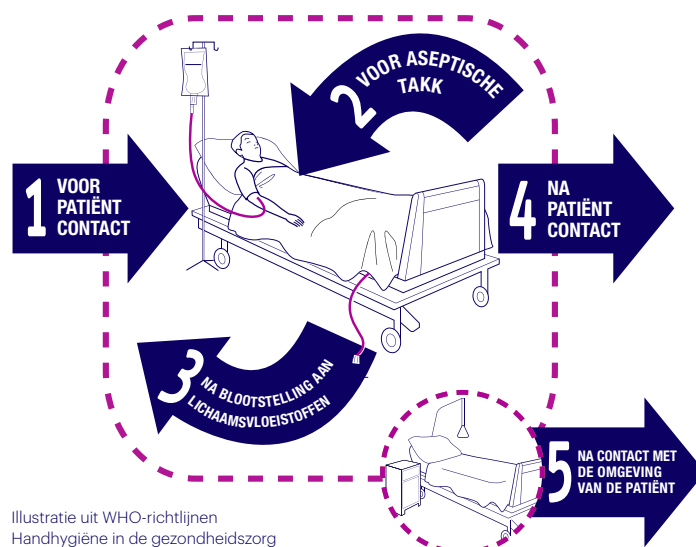 1 VOOR
PATIËNT
CONTACT
2 VOOR ASEPTISCHE
TAKK
3 NA BLOOTSTELLING AAN
LICHAAMSVLOEISTOFFEN
4 NA
PATIËNT
CONTACT
5 NA CONTACT MET
DE OMGEVING
VAN DE PATIËNT
Illustratie uit WHO-richtlijnen
Handhygiëne in de gezondheidszorg